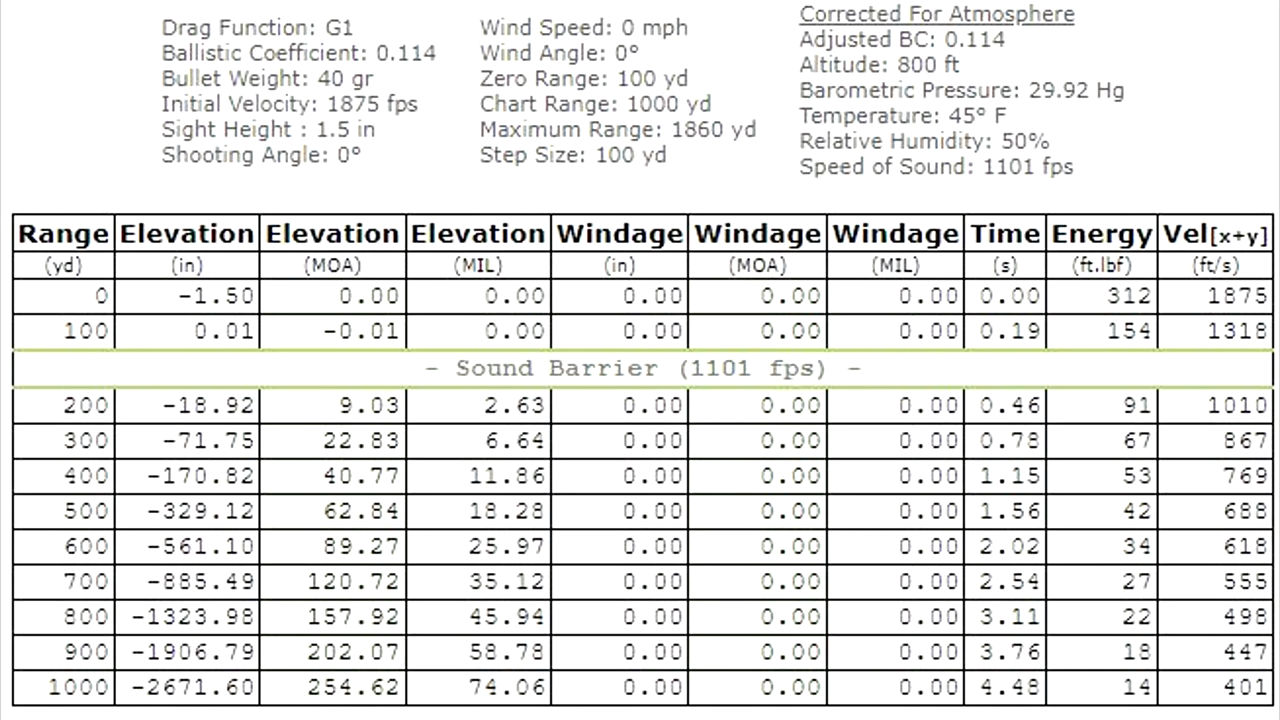 Drag Function: G1
Ballistic Coefficient: 0.114
Bullet Weight: 40 gr
Initial Velocity: 1875 fps
Sight Height : 1.5 in
Shooting Angle: 0°
Wind Speed: 0 mph
Wind Angle: 0°
Zero Range: 100 yd
Chart Range: 1000 yd
Maximum Range: 1860 yd
Step Size: 100 yd
Corrected For Atmosphere
Adjusted BC: 0.114
Altitude: 800 ft
Barometric Pressure: 29.92 Hg
Temperature: 45° F
Relative Humidity: 50%
Speed of Sound: 1101 fps
Range Elevation Elevation Elevation Windage Windage Windage Time Energy Vel[x+y]
(yd) (in) (MOA) (MIL) (in) (MOA) (MIL) (s) (ft.lbf) (ft/s)
0 -1.50 0.00 0.00 0.00 0.00 0.00 0.00 312 1875
100 0.01 -0.01 0.00 0.00 0.00 0.00 0.19 154 1318
- Sound Barrier (1101 fps) -
200 -18.92 9.03 2.63 0.00 0.00 0.00 0.46 91 1010
300 -71.75 22.83 6.64 0.00 0.00 0.00 0.78 67 867
400 -170.82 40.77 11.86 0.00 0.00 0.00 1.15 53 769
500 -329.12 62.84 18.28 0.00 0.00 0.00 1.56 42 688
600 -561.10 89.27 25.97 0.00 0.00 0.00 2.02 34 618
700 -885.49 120.72 35.12 0.00 0.00 0.00 2.54 27 555
800 -1323.98 157.92 45.94 0.00 0.00 0.00 3.11 22 498
900 -1906.79 202.07 58.78 0.00 0.00 0.00 3.76 18 447
1000 -2671.60 254.62 74.06 0.00 0.00 0.00 4.48 14 401